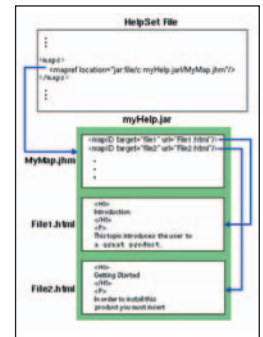 HelpSet File
<maps>
<mapref location="jar:file/c:myHelp.jar!/MyMap.jhm"/>
</maps>
myHelp.jar
MyMap.jhm
<mapID target="file1" url="File1.html"/>
<mapID target="file2" url="File2.html"/>
File1.html
<H1>
Introduction
</H1>
<P>
This topic introduces the user to
a great product.
File2.html
<H1>
Getting Started
</H1>
<P>
In order to install this
product you must insert